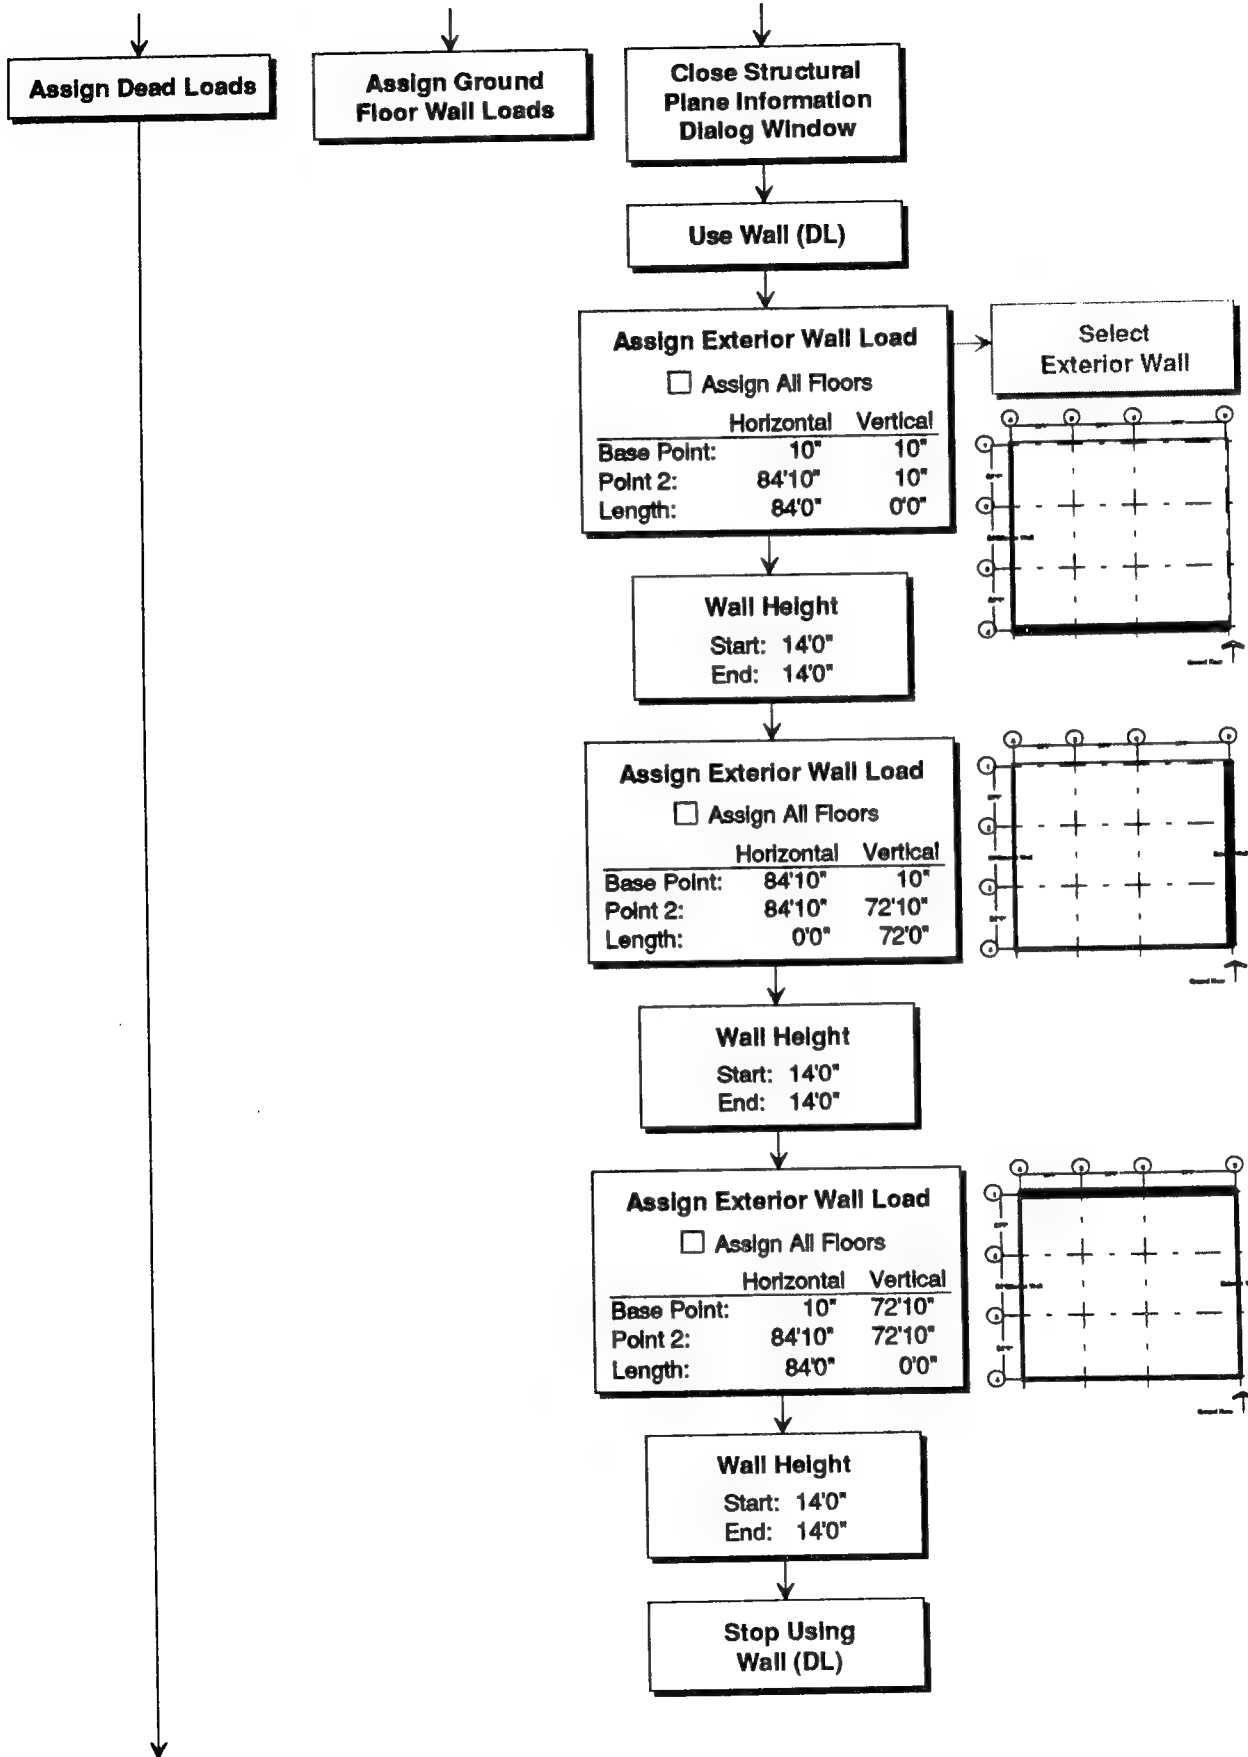 Assign Dead Loads
Assign Ground
Floor Wall Loads
Close Structural
Plane Information
Dialog Window
Use Wall (DL)
Assign Exterior Wall Load
Assign All Floors
Horizontal Vertical
Base Point: 10" 10"
Point 2: 84'10" 10"
Length: 84'0" 0'0"
Select
Exterior Wall
Wall Height
Start: 14'0"
End: 14'0"
Assign Exterior Wall Load
Assign All Floors
Horizontal Vertical
Base Point: 84'10" 10"
Point 2: 84'10" 72'10"
Length: 0'0" 72'0"
Wall Height
Start: 14'0"
End: 14'0"
Assign Exterior Wall Load
Assign All Floors
Horizontal Vertical
Base Point: 10" 72'10"
Point 2: 84'10" 72'10"
Length: 84'0" 0'0"
Wall Height
Start: 14'0"
End: 14'0"
Stop Using
Wall (DL)